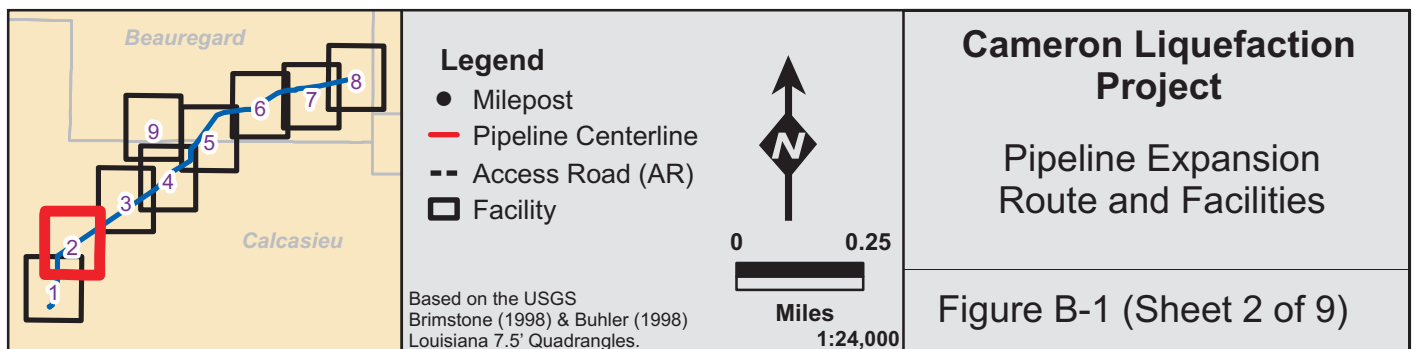 Beauregard
8
7
6
9
5
4
3
Calcasieu
2
1
Legend
Milepost
Pipeline Centerline
Access Road (AR)
Facility
Based on the USGS
Brimstone (1998) & Buhler (1998)
Louisiana 7.5' Quadrangles.
N
0 0.25
Miles
1:24,000
Cameron Liquefaction
Project
Pipeline Expansion
Route and Facilities
Figure B-1 (Sheet 2 of 9)